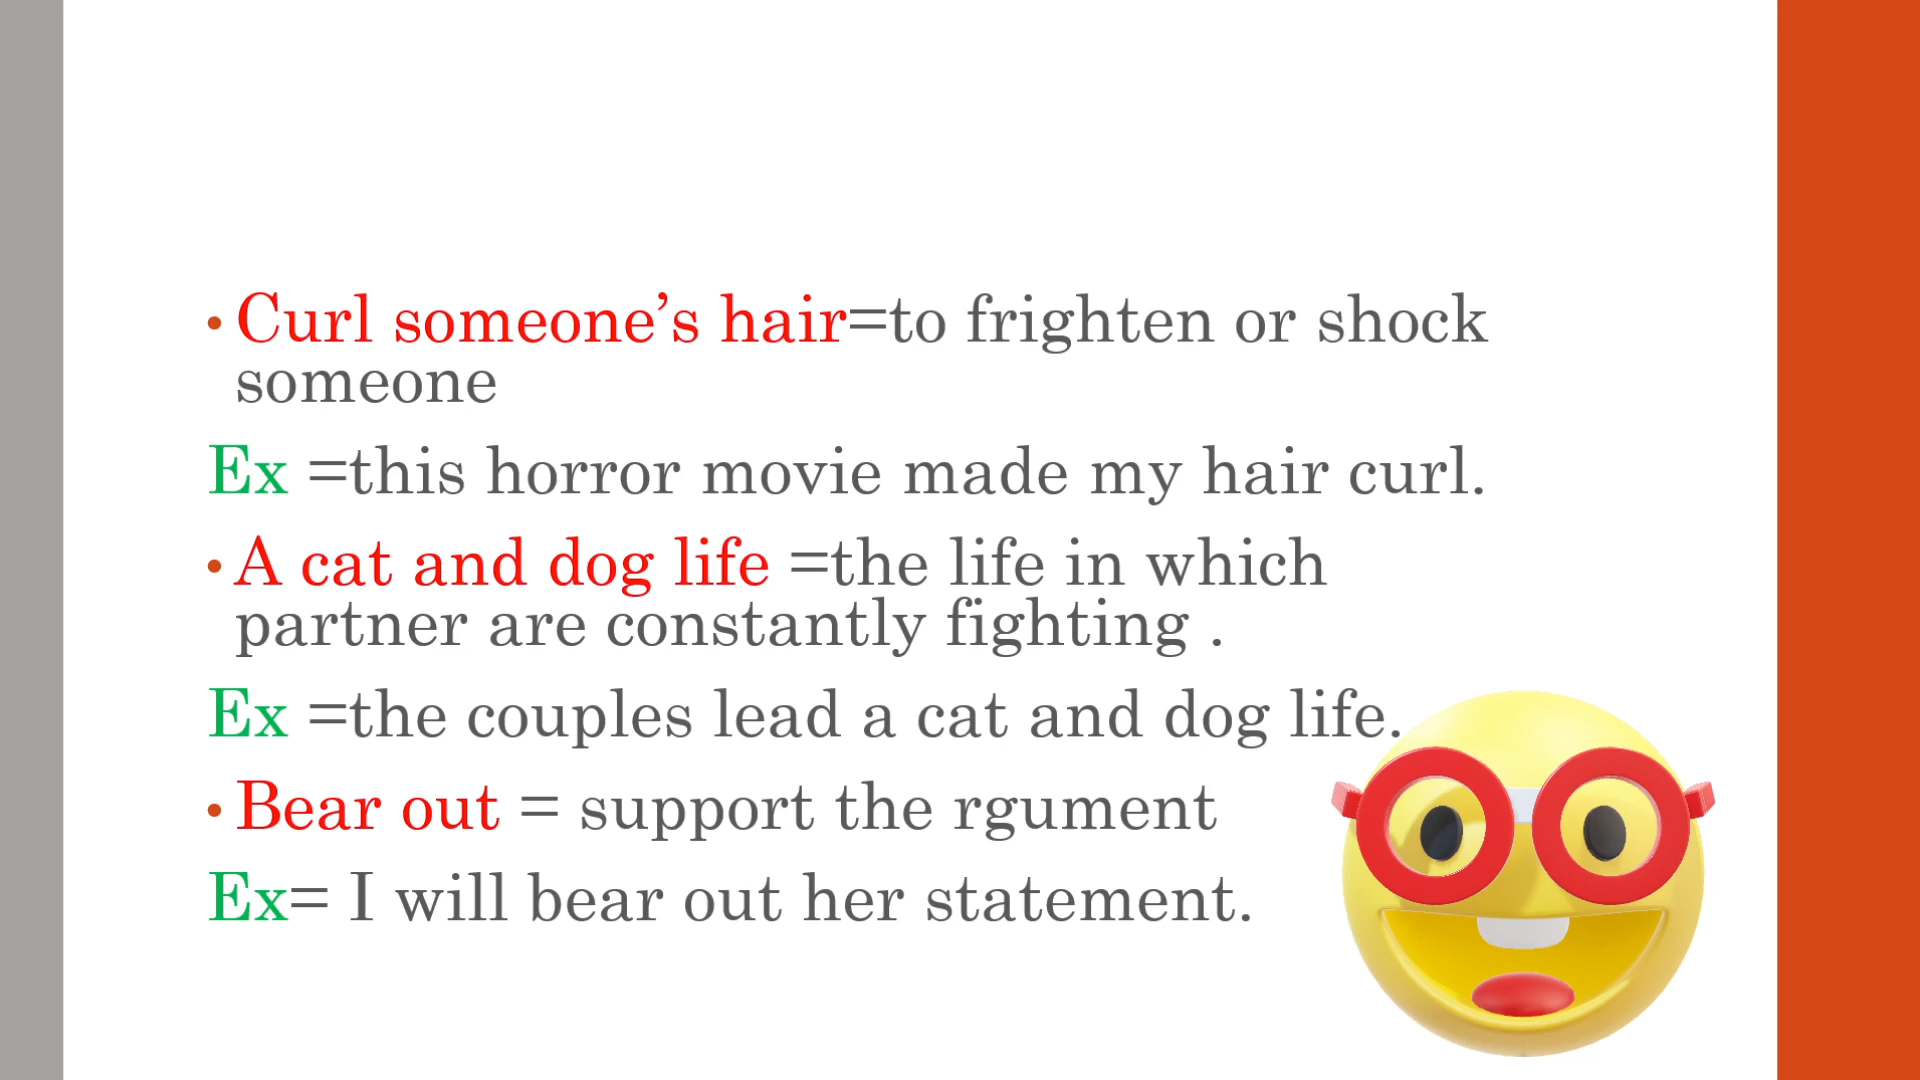 • Curl someone’s hair=to frighten or shock
someone
Ex =this horror movie made my hair curl.
• A cat and dog life =the life in which
partner are constantly fighting .
Ex =the couples lead a cat and dog life.
• Bear out = support the rgument
Ex= I will bear out her statement.